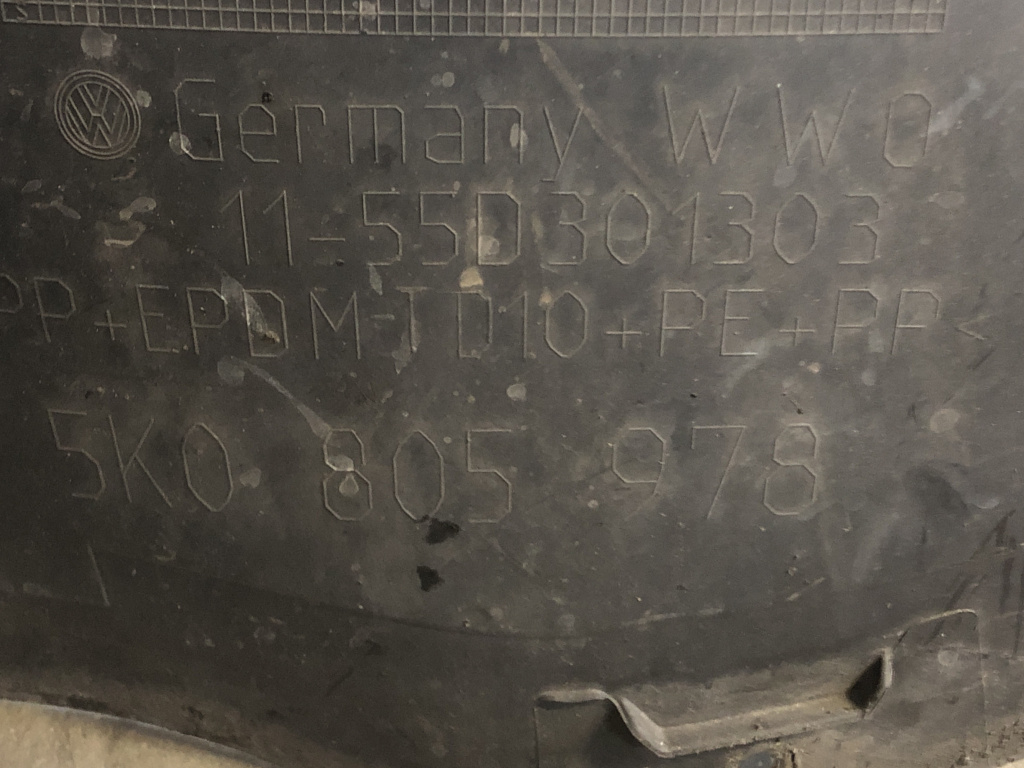 Germany WWO
11-55D301303
PP+EPDM-TD10+PE+PP<
5K0 805 978